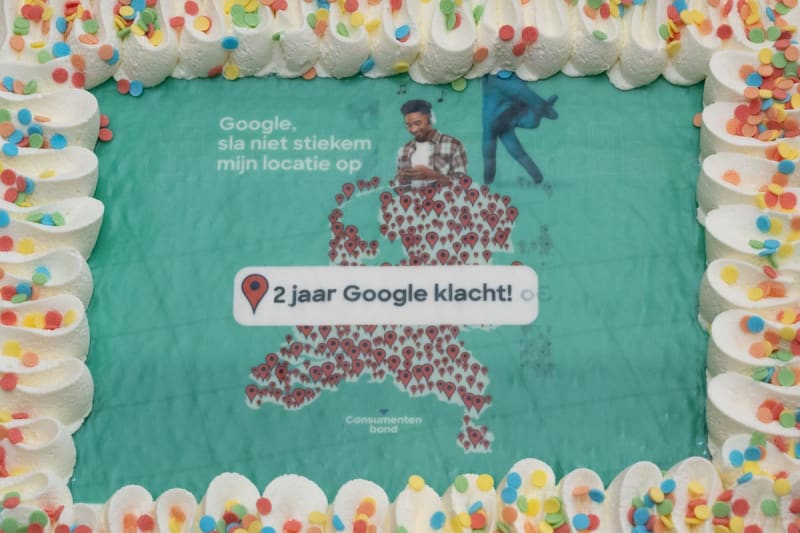 Google,
sla niet stiekem
mijn locatie op
2 jaar Google klacht!
Consumenten
bond